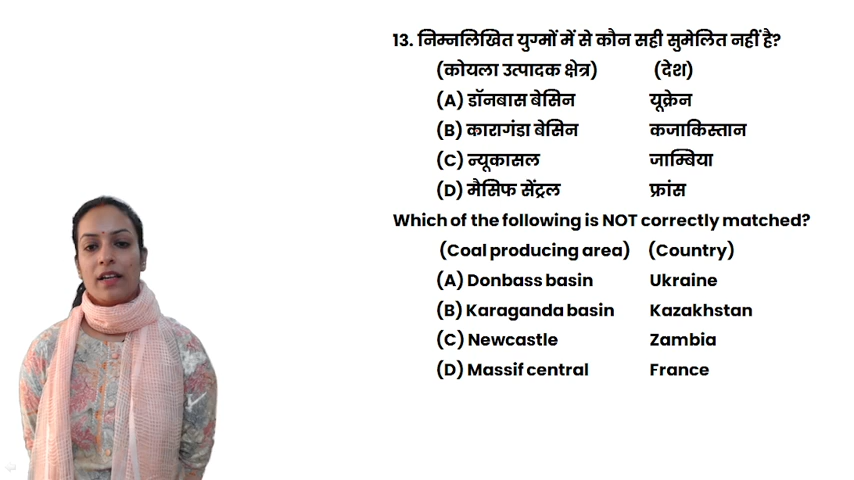 13. निम्नलिखित युग्मों में से कौन सही सुमेलित नहीं है?
(कोयला उत्पादक क्षेत्र) (देश)
(A) डॉनबास बेसिन यूक्रेन
(B) कारागंडा बेसिन कजाकिस्तान
(C) न्यूकासल जाम्बिया
(D) मैसिफ सेंट्रल फ्रांस
Which of the following is NOT correctly matched?
(Coal producing area) (Country)
(A) Donbass basin Ukraine
(B) Karaganda basin Kazakhstan
(C) Newcastle Zambia
(D) Massif central France